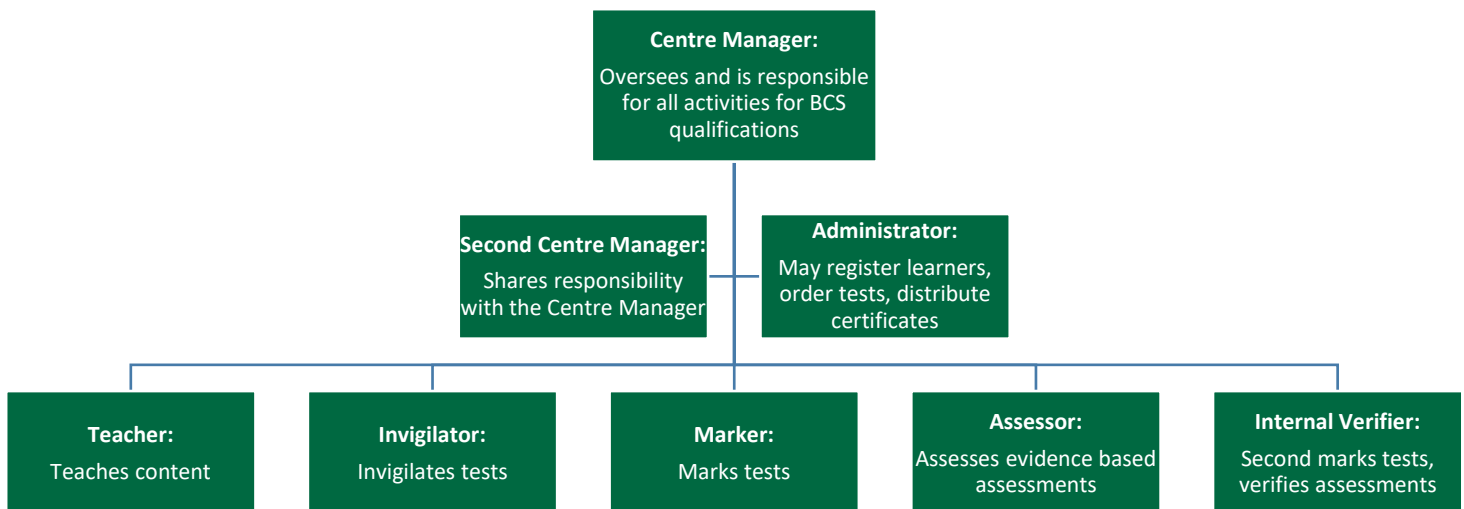 Centre Manager:
Oversees and is responsible
for all activities for BCS
qualifications
Second Centre Manager:
Shares responsibility
with the Centre Manager
Administrator:
May register learners,
order tests, distribute
certificates
Teacher:
Teaches content
Invigilator:
Invigilates tests
Marker:
Marks tests
Assessor:
Assesses evidence based
assessments
Internal Verifier:
Second marks tests,
verifies assessments